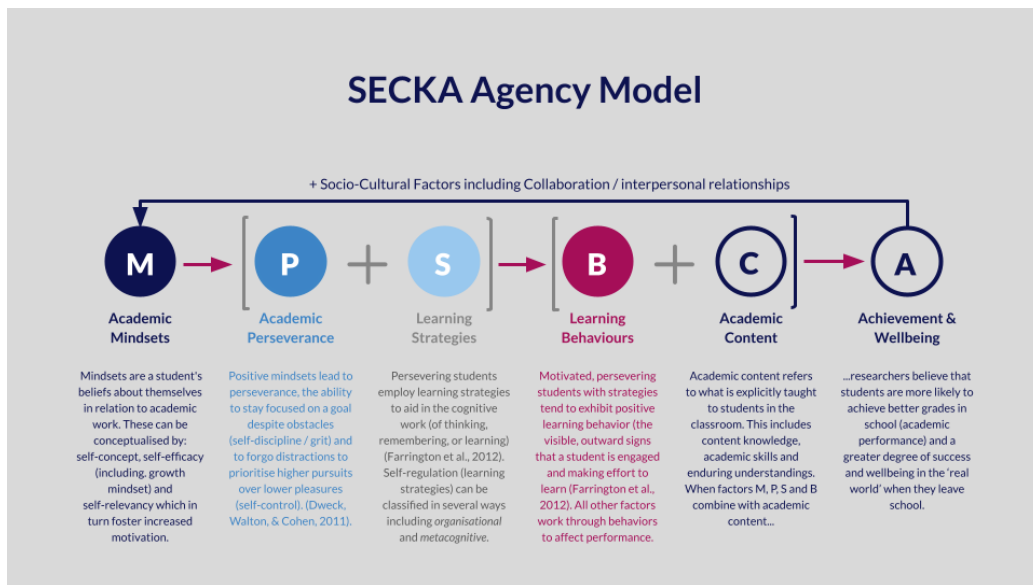 SECKA Agency Model
+ Socio-Cultural Factors including Collaboration / interpersonal relationships
M
P
S
B
C
A
Academic
Mindsets
Academic
Perseverance
Learning
Strategies
Learning
Behaviours
Academic
Content
Achievement &
Wellbeing
Mindsets are a student's
beliefs about themselves
in relation to academic
work. These can be
conceptualised by:
self-concept, self-efficacy
(including, growth
mindset) and
self-relevancy which in
turn foster increased
motivation.
Positive mindsets lead to
perseverance, the ability
to stay focused on a goal
despite obstacles
(self-discipline / grit) and
to forgo distractions to
prioritise higher pursuits
over lower pleasures
(self-control). (Dweck,
Walton, & Cohen, 2011).
Persevering students
employ learning strategies
to aid in the cognitive
work (of thinking,
remembering, or learning)
(Farrington et al., 2012).
Self-regulation (learning
strategies) can be
classified in several ways
including organisational
and metacognitive.
Motivated, persevering
students with strategies
tend to exhibit positive
learning behavior (the
visible, outward signs
that a student is engaged
and making effort to
learn (Farrington et al.,
2012). All other factors
work through behaviors
to affect performance.
Academic content refers
to what is explicitly taught
to students in the
classroom. This includes
content knowledge,
academic skills and
enduring understandings.
When factors M, P, S and B
combine with academic
content...
...researchers believe that
students are more likely to
achieve better grades in
school (academic
performance) and a
greater degree of success
and wellbeing in the 'real
world' when they leave
school.